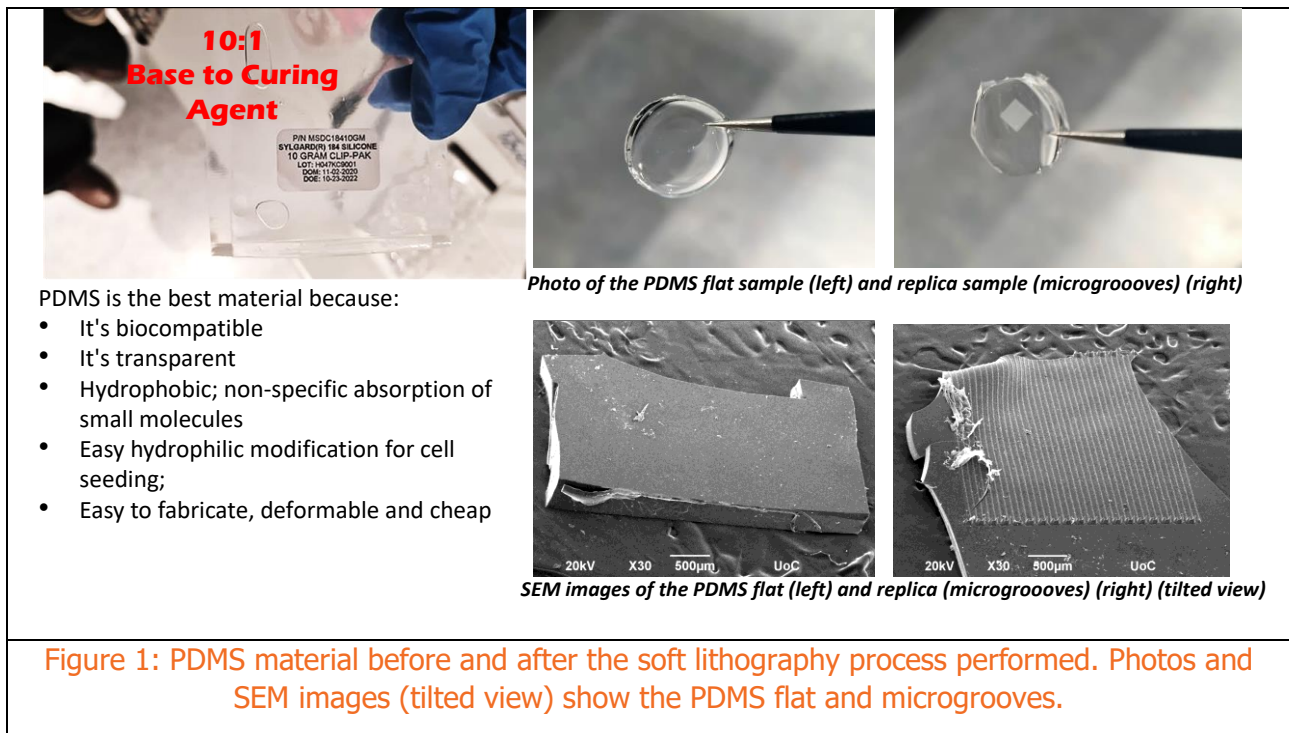 10:1
Base to Curing
Agent
P/N MSDC18410GM
SYLGARD(R) 184 SILICONE
10 GRAM CLIP-PAK
LOT: H047KC9001
DOM: 11-02-2020
DOE: 10-23-2022
Photo of the PDMS flat sample (left) and replica sample (microgroooves) (right)
PDMS is the best material because:
• It's biocompatible
• It's transparent
• Hydrophobic; non-specific absorption of
small molecules
• Easy hydrophilic modification for cell
seeding;
• Easy to fabricate, deformable and cheap
20kV X30 500μm UoC
20kV X30 500μm UoC
SEM images of the PDMS flat (left) and replica (microgroooves) (right) (tilted view)
Figure 1: PDMS material before and after the soft lithography process performed. Photos and
SEM images (tilted view) show the PDMS flat and microgrooves.